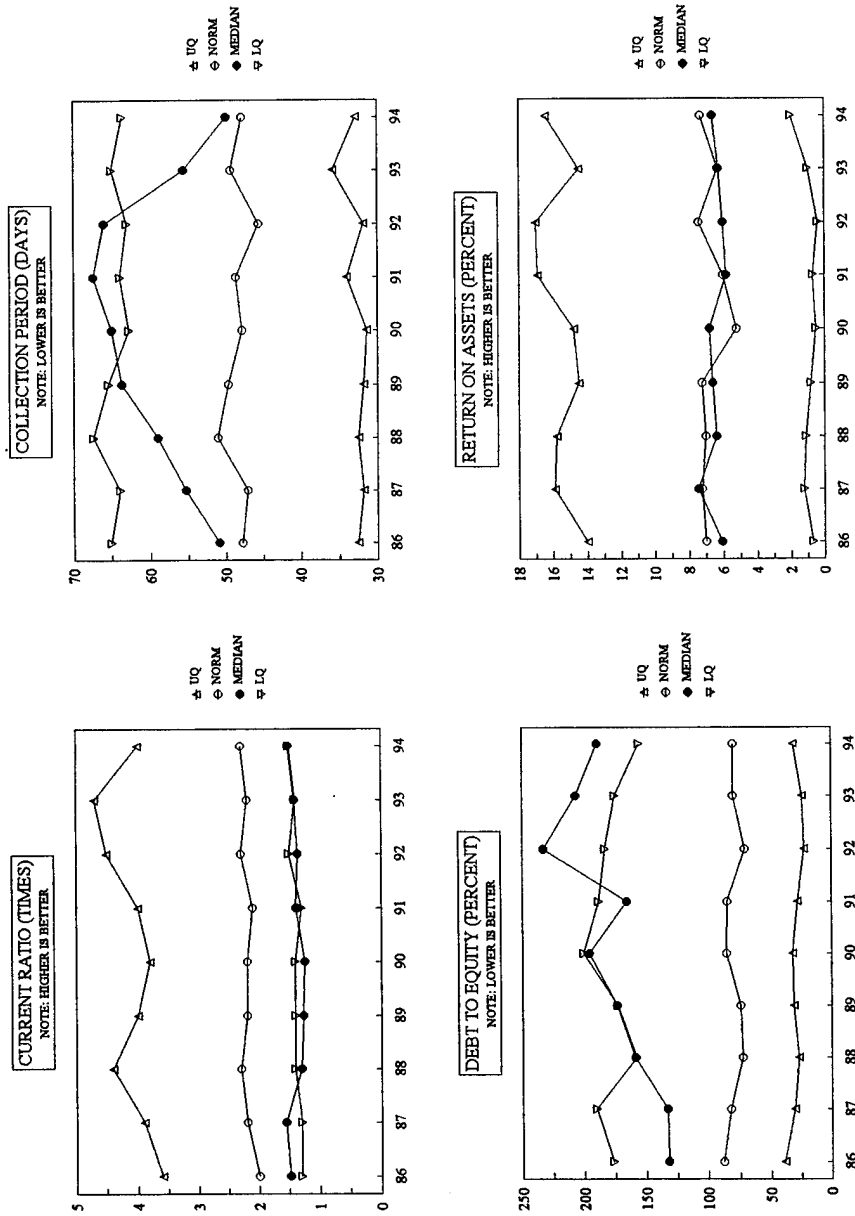 CURRENT RATIO (TIMES)
NOTE: HIGHER IS BETTER
5
4
3
2
1
0
86 87 88 89 90 91 92 93 94
UQ
NORM
MEDIAN
LQ
COLLECTION PERIOD (DAYS)
NOTE: LOWER IS BETTER
70
60
50
40
30
86 87 88 89 90 91 92 93 94
UQ
NORM
MEDIAN
LQ
DEBT TO EQUITY (PERCENT)
NOTE: LOWER IS BETTER
250
200
150
100
50
0
86 87 88 89 90 91 92 93 94
UQ
NORM
MEDIAN
LQ
RETURN ON ASSETS (PERCENT)
NOTE: HIGHER IS BETTER
18
16
14
12
10
8
6
4
2
0
86 87 88 89 90 91 92 93 94
UQ
NORM
MEDIAN
LQ